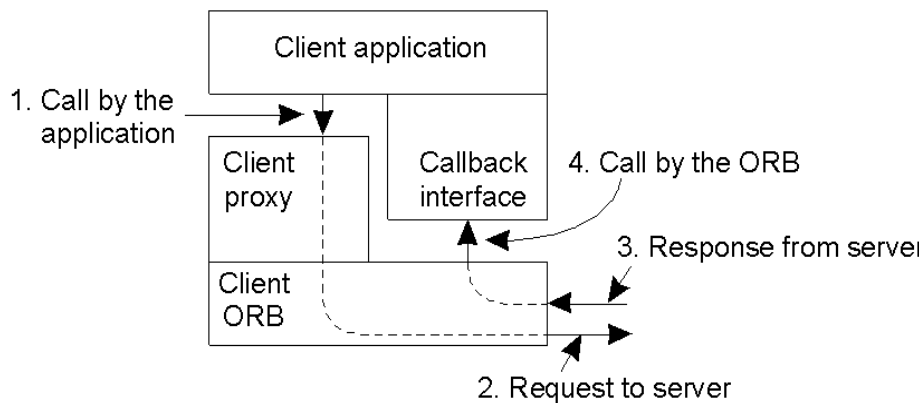 Client application
1. Call by the
application
Client
proxy
Callback
interface
4. Call by the ORB
3. Response from server
Client
ORB
2. Request to server